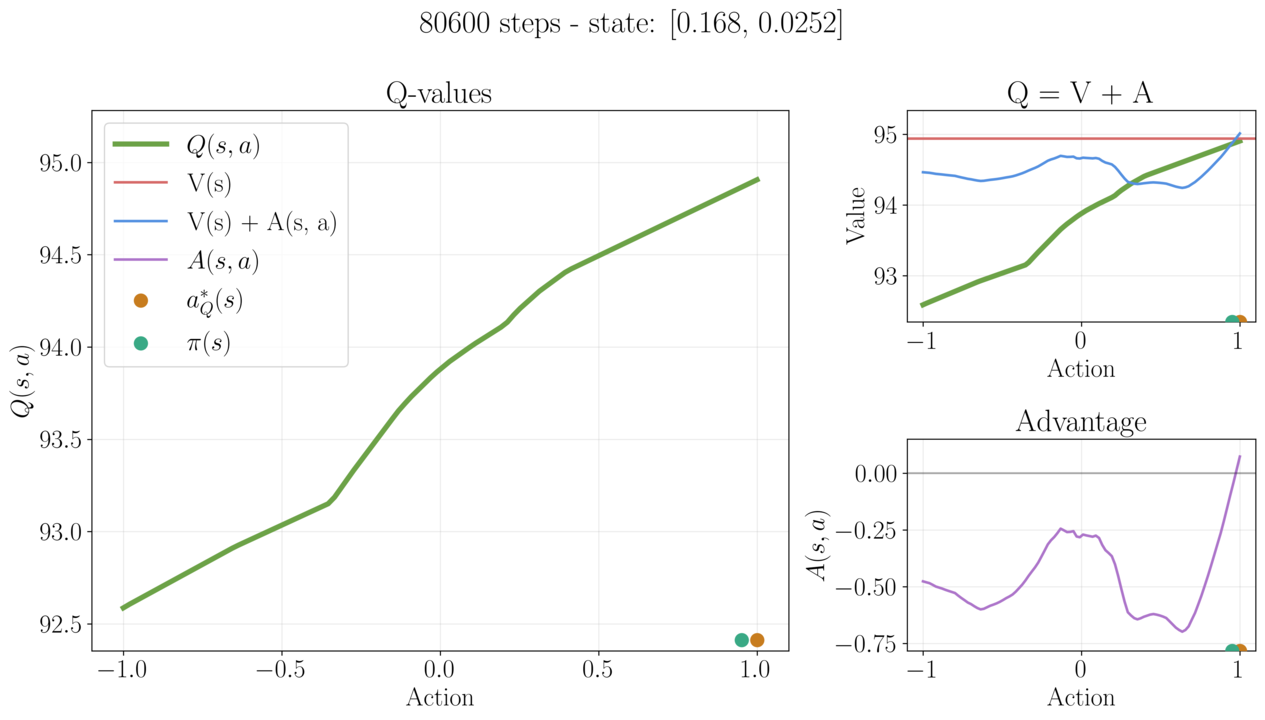 80600 steps - state: [0.168, 0.0252]
Q-values
Q(s, a)
V(s)
V(s) + A(s, a)
A(s, a)
a*Q(s)
π(s)
95.0
94.5
94.0
93.5
93.0
92.5
Q(s, a)
−1.0
−0.5
0.0
0.5
1.0
Action
Q = V + A
95
94
93
Value
−1
0
1
Action
Advantage
0.00
−0.25
−0.50
−0.75
A(s, a)
−1
0
1
Action